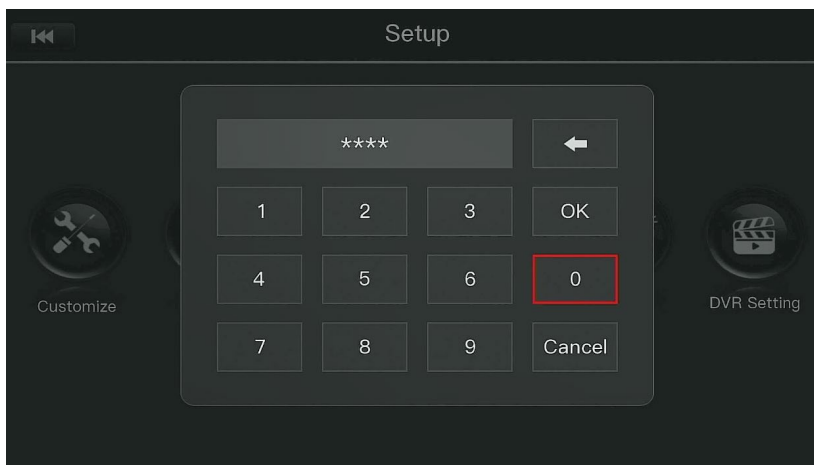 Setup
****
1 2 3 OK
4 5 6 0
7 8 9 Cancel
Customize
DVR Setting